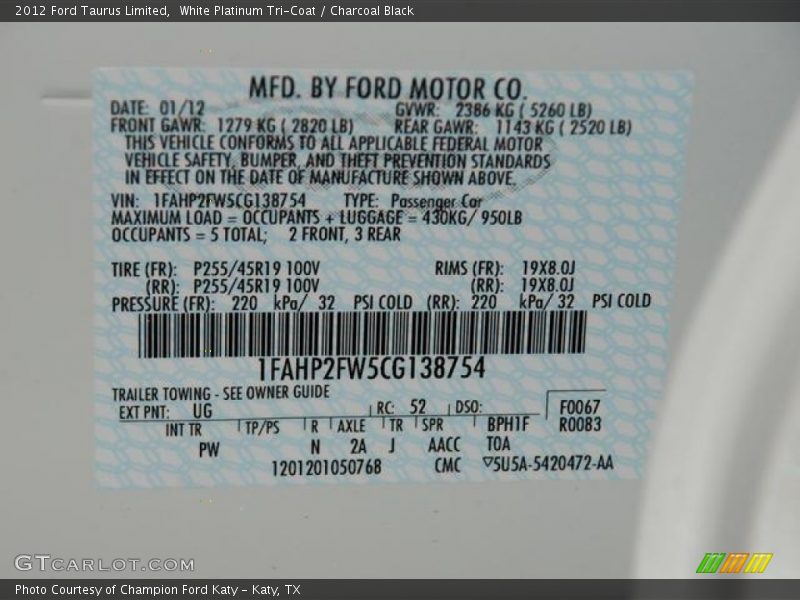 2012 Ford Taurus Limited,  White Platinum Tri-Coat / Charcoal Black
MFD. BY FORD MOTOR CO.
DATE: 01/12 GVWR: 2386 KG ( 5260 LB)
FRONT GAWR: 1279 KG ( 2820 LB) REAR GAWR: 1143 KG ( 2520 LB)
THIS VEHICLE CONFORMS TO ALL APPLICABLE FEDERAL MOTOR
VEHICLE SAFETY, BUMPER, AND THEFT PREVENTION STANDARDS
IN EFFECT ON THE DATE OF MANUFACTURE SHOWN ABOVE.
VIN: 1FAHP2FW5CG138754 TYPE: Passenger Car
MAXIMUM LOAD = OCCUPANTS + LUGGAGE = 430KG/ 950LB
OCCUPANTS = 5 TOTAL; 2 FRONT, 3 REAR
TIRE (FR): P255/45R19 100V RIMS (FR): 19X8.0J
(RR): P255/45R19 100V (RR): 19X8.0J
PRESSURE (FR): 220 kPa/ 32 PSI COLD (RR): 220 kPa/ 32 PSI COLD
1FAHP2FW5CG138754
TRAILER TOWING - SEE OWNER GUIDE
EXT PNT: UG RC: 52 DSO: F0067
INT TR TP/PS R AXLE TR SPR BPH1F R0083
PW N 2A J AACC T0A
1201201050768 CMC ▽5U5A-5420472-AA
GTCARLOT.COM
Photo Courtesy of Champion Ford Katy - Katy, TX